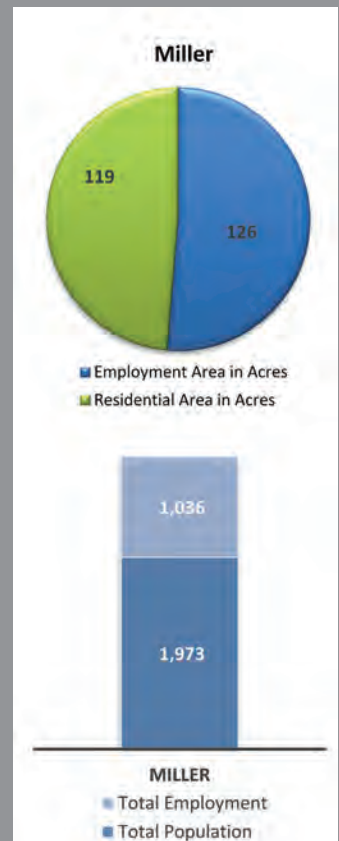 Miller
119
126
Employment Area in Acres
Residential Area in Acres
1,036
1,973
MILLER
Total Employment
Total Population